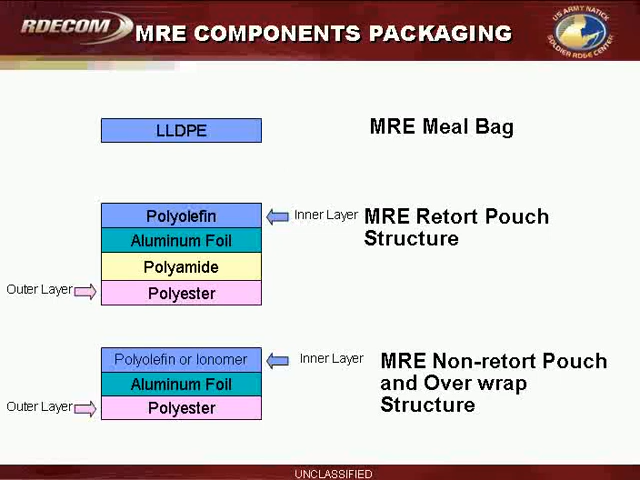 RDECOM
MRE COMPONENTS PACKAGING
US ARMY NATICK
SOLDIER RD&E CENTER
LLDPE
MRE Meal Bag
Polyolefin
Inner Layer
MRE Retort Pouch
Structure
Aluminum Foil
Polyamide
Outer Layer
Polyester
Polyolefin or Ionomer
Inner Layer
MRE Non-retort Pouch
and Over wrap
Structure
Aluminum Foil
Outer Layer
Polyester
UNCLASSIFIED